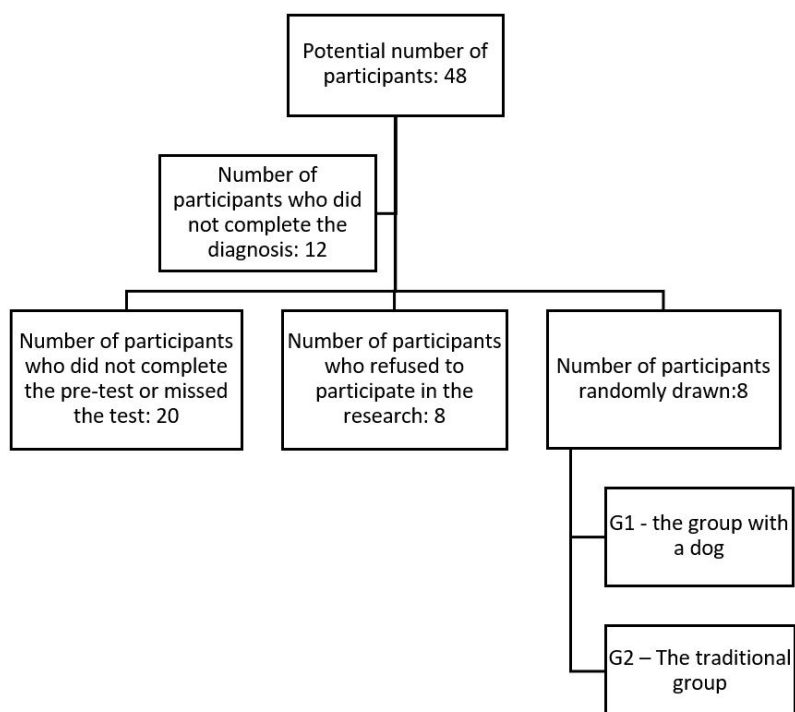 Potential number of
participants: 48
Number of
participants who did
not complete the
diagnosis: 12
Number of participants
who did not complete
the pre-test or missed
the test: 20
Number of participants
who refused to
participate in the
research: 8
Number of participants
randomly drawn:8
G1 - the group with
a dog
G2 – The traditional
group